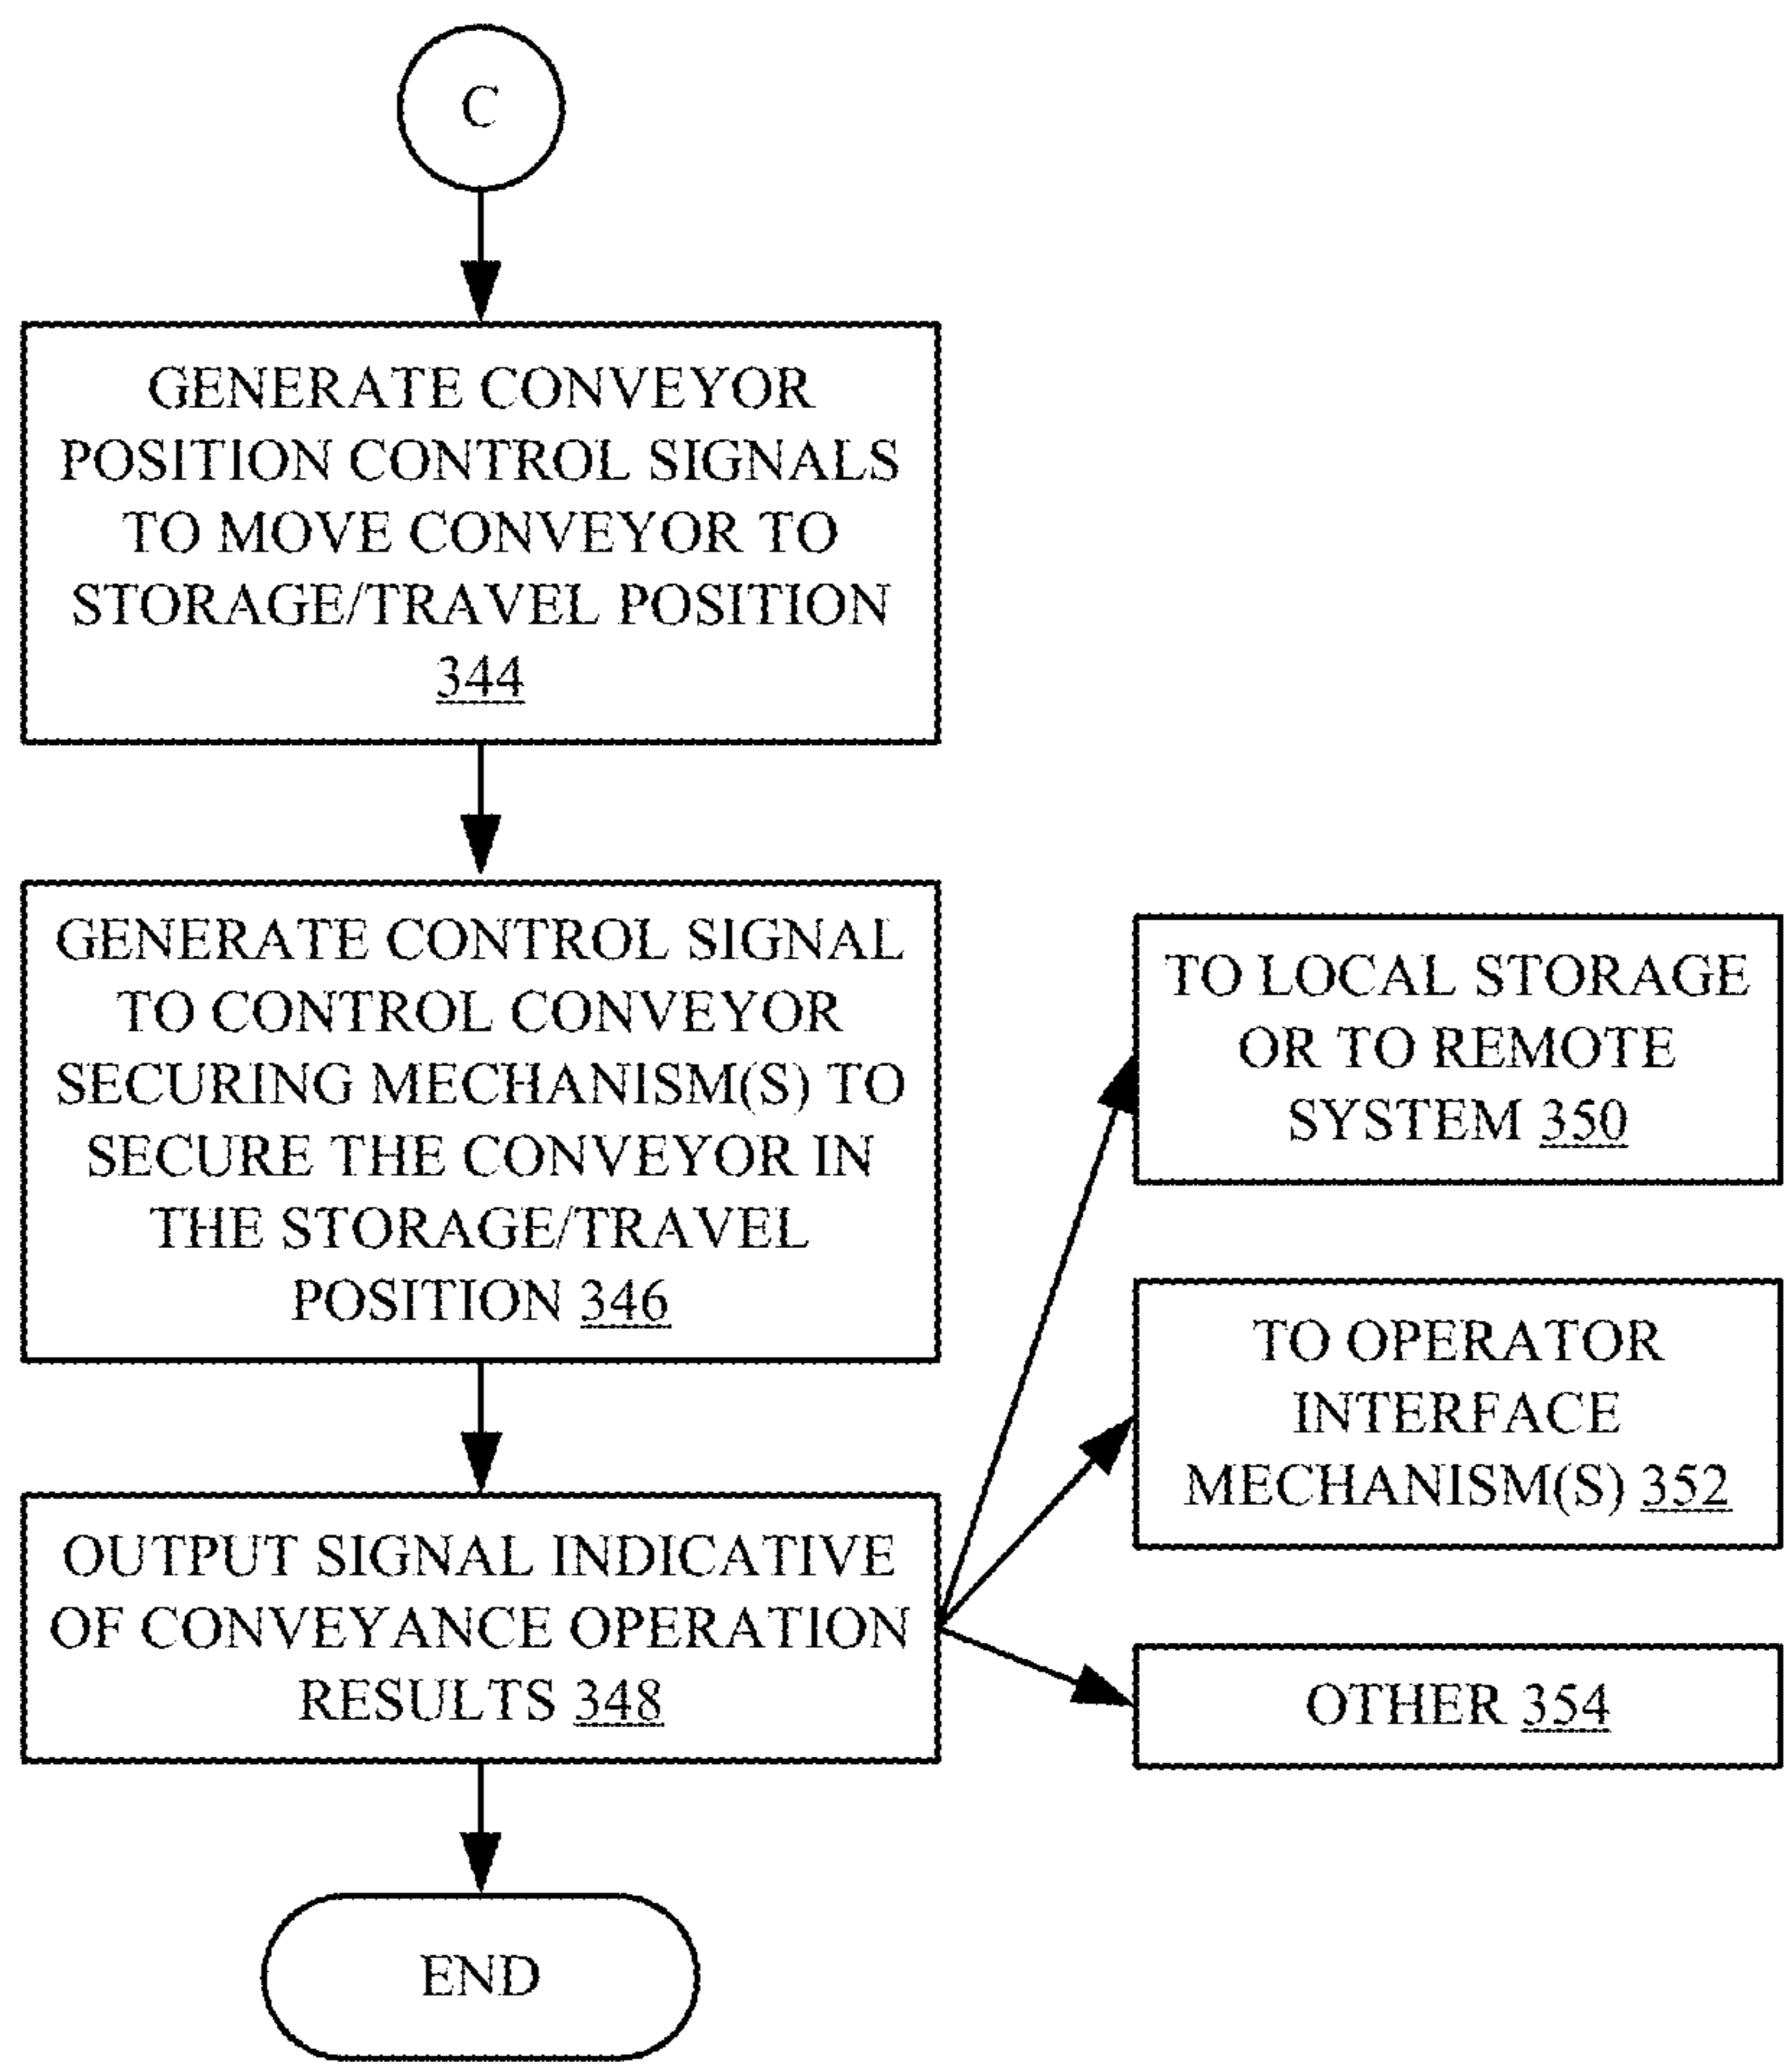 C
GENERATE CONVEYOR
POSITION CONTROL SIGNALS
TO MOVE CONVEYOR TO
STORAGE/TRAVEL POSITION
344
GENERATE CONTROL SIGNAL
TO CONTROL CONVEYOR
SECURING MECHANISM(S) TO
SECURE THE CONVEYOR IN
THE STORAGE/TRAVEL
POSITION 346
OUTPUT SIGNAL INDICATIVE
OF CONVEYANCE OPERATION
RESULTS 348
TO LOCAL STORAGE
OR TO REMOTE
SYSTEM 350
TO OPERATOR
INTERFACE
MECHANISM(S) 352
OTHER 354
END